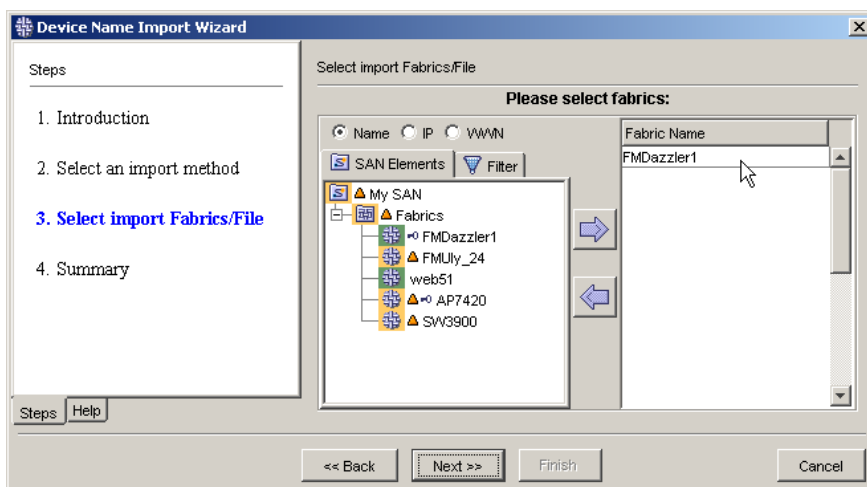 Device Name Import Wizard
Steps
1. Introduction
2. Select an import method
3. Select import Fabrics/File
4. Summary
Steps
Help
Select import Fabrics/File
Please select fabrics:
Name
IP
WWN
SAN Elements
Filter
My SAN
Fabrics
FMDazzler1
FMUly_24
web51
AP7420
SW3900
Fabric Name
FMDazzler1
<< Back
Next >>
Finish
Cancel